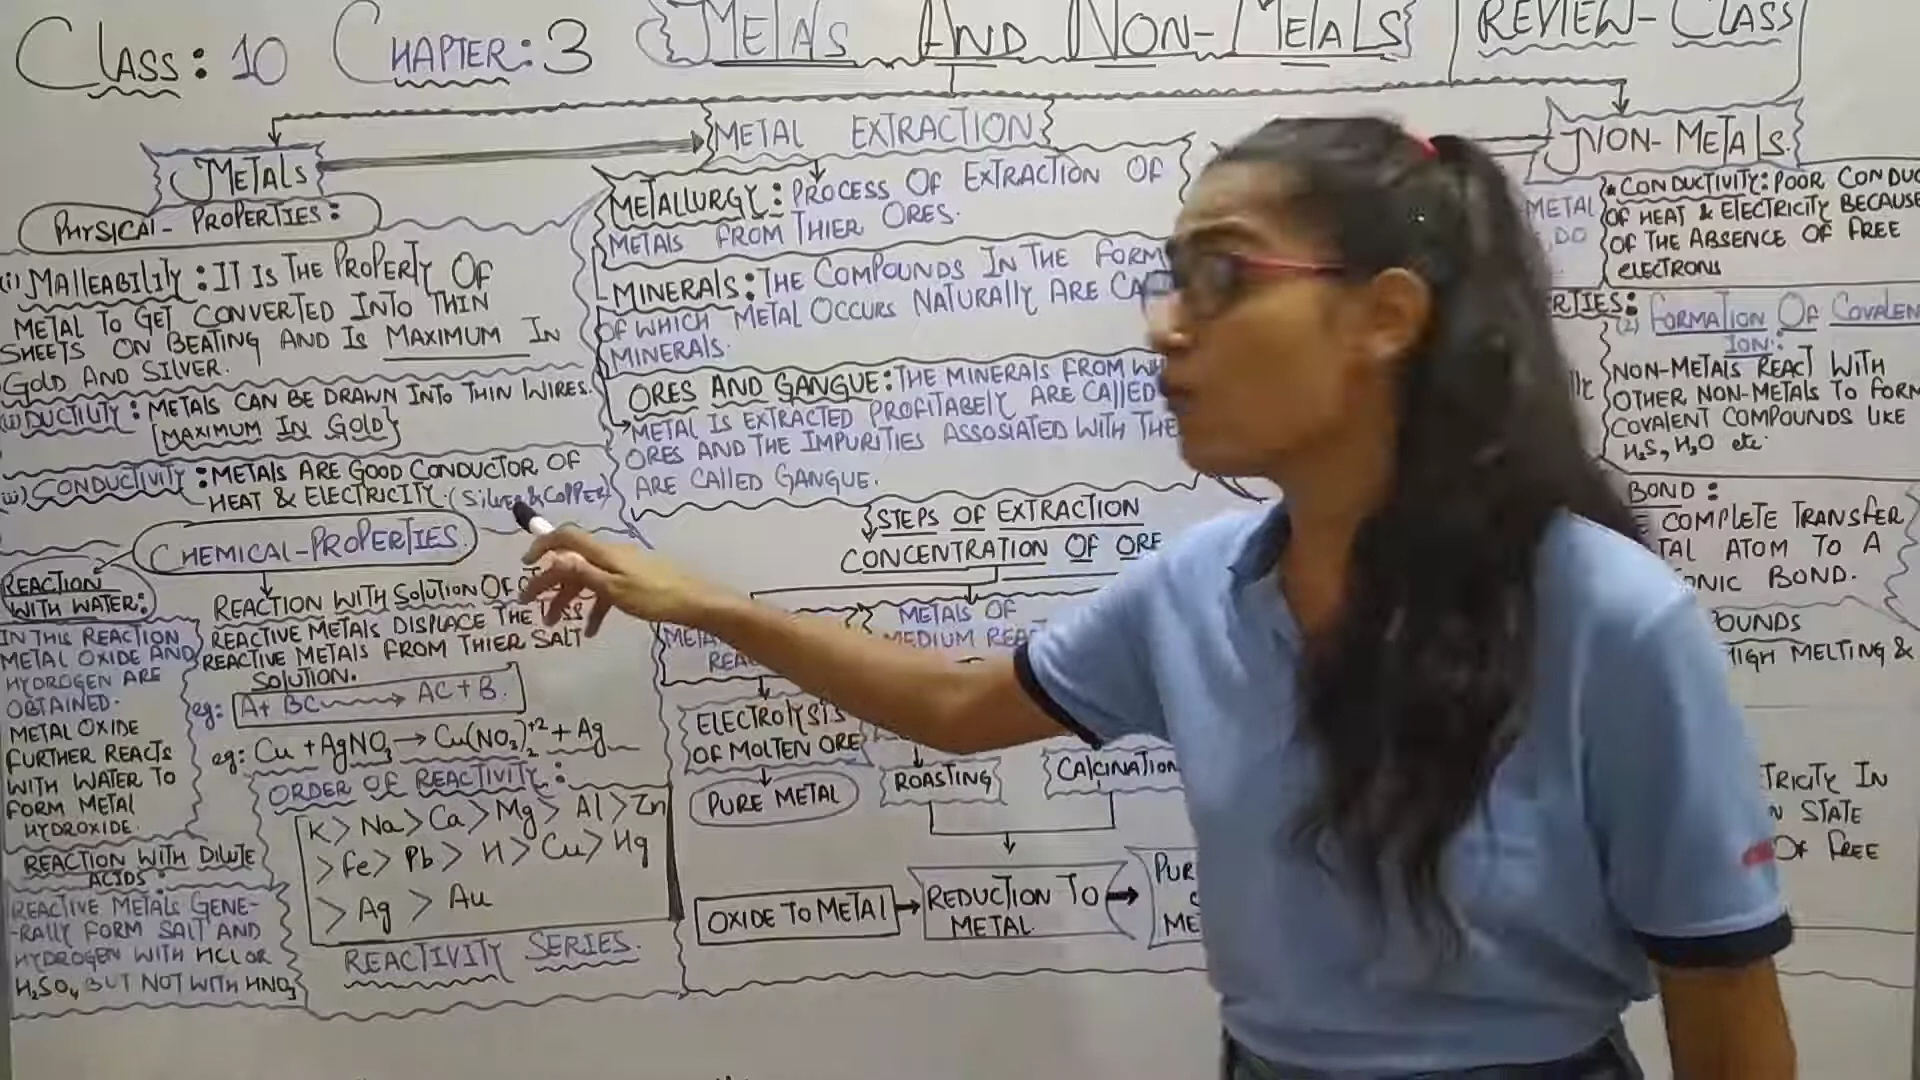 CLASS: 10 CHAPTER: 3 METALS AND NON-METALS REVIEW-CLASS
METALS
PHYSICAL-PROPERTIES:
(i) MALLEABILITY: IT IS THE PROPERTY OF
METAL TO GET CONVERTED INTO THIN
SHEETS ON BEATING AND IS MAXIMUM IN
GOLD AND SILVER.
(ii) DUCTILITY: METALS CAN BE DRAWN INTO THIN WIRES.
[MAXIMUM IN GOLD}
(iii) CONDUCTIVITY: METALS ARE GOOD CONDUCTOR OF
HEAT & ELECTRICITY. (SILVER & COPPER)
CHEMICAL-PROPERTIES.
REACTION
WITH WATER:
IN THIS REACTION
METAL OXIDE AND
HYDROGEN ARE
OBTAINED.
METAL OXIDE
FURTHER REACTS
WITH WATER TO
FORM METAL
HYDROXIDE.
REACTION WITH DILUTE
ACIDS:
REACTIVE METALS GENE-
-RALLY FORM SALT AND
HYDROGEN WITH HCl OR
H₂SO₄ BUT NOT WITH HNO₃
REACTION WITH SOLUTION OF
REACTIVE METALS DISPLACE THE LESS
REACTIVE METALS FROM THIER SALT
SOLUTION.
eg: A+ BC → AC + B.
eg: Cu + AgNO₃ → Cu(NO₃)₂⁺² + Ag
ORDER OF REACTIVITY:
K > Na > Ca > Mg > Al > Zn
> Fe > Pb > H > Cu > Hg
> Ag > Au
REACTIVITY SERIES.
METAL EXTRACTION
METALLURGY: PROCESS OF EXTRACTION OF
METALS FROM THIER ORES.
MINERALS: THE COMPOUNDS IN THE FORM
OF WHICH METAL OCCURS NATURALLY ARE
MINERALS.
ORES AND GANGUE: THE MINERALS FROM
METAL IS EXTRACTED PROFITABELY ARE CALLED
ORES AND THE IMPURITIES ASSOSIATED WITH THE
ARE CALLED GANGUE.
STEPS OF EXTRACTION
CONCENTRATION OF ORE
METALS OF
MEDIUM
ELECTROLYSIS
OF MOLTEN ORE
PURE METAL
ROASTING
CALCINATION
OXIDE TO METAL → REDUCTION TO
METAL →
NON-METALS.
METAL
DO
* CONDUCTIVITY: POOR
OF HEAT & ELECTRICITY BECAUSE
OF THE ABSENCE OF FREE
ELECTRONS
(2) FORMATION OF
ION:
NON-METALS REACT WITH
OTHER NON-METALS TO FORM
COVALENT COMPOUNDS LIKE
H₂S, H₂O etc.
BOND:
COMPLETE TRANSFER
ATOM TO A
BOND.
HIGH MELTING &
IN
STATE
OF FREE